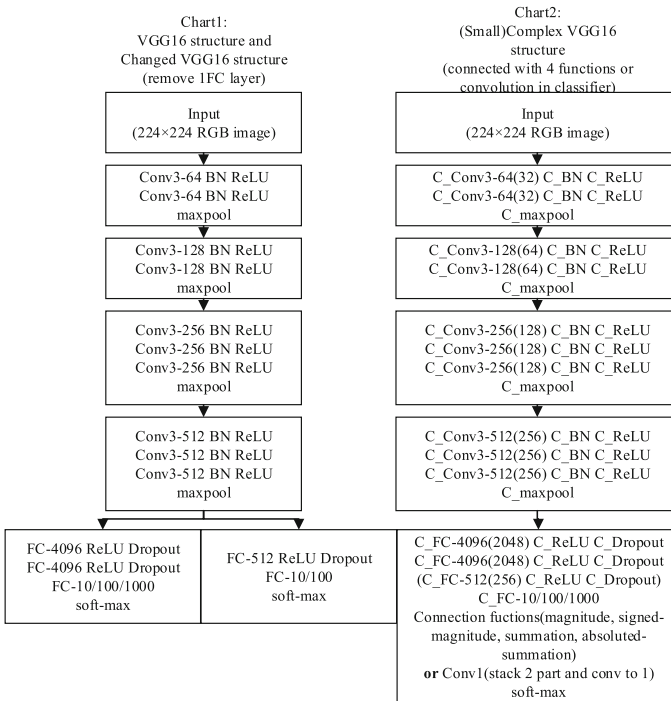 Chart1:
VGG16 structure and
Changed VGG16 structure
(remove 1FC layer)
Input
(224×224 RGB image)
Conv3-64 BN ReLU
Conv3-64 BN ReLU
maxpool
Conv3-128 BN ReLU
Conv3-128 BN ReLU
maxpool
Conv3-256 BN ReLU
Conv3-256 BN ReLU
Conv3-256 BN ReLU
maxpool
Conv3-512 BN ReLU
Conv3-512 BN ReLU
Conv3-512 BN ReLU
maxpool
FC-4096 ReLU Dropout
FC-4096 ReLU Dropout
FC-10/100/1000
soft-max
FC-512 ReLU Dropout
FC-10/100
soft-max
Chart2:
(Small)Complex VGG16
structure
(connected with 4 functions or
convolution in classifier)
Input
(224×224 RGB image)
C_Conv3-64(32) C_BN C_ReLU
C_Conv3-64(32) C_BN C_ReLU
C_maxpool
C_Conv3-128(64) C_BN C_ReLU
C_Conv3-128(64) C_BN C_ReLU
C_maxpool
C_Conv3-256(128) C_BN C_ReLU
C_Conv3-256(128) C_BN C_ReLU
C_Conv3-256(128) C_BN C_ReLU
C_maxpool
C_Conv3-512(256) C_BN C_ReLU
C_Conv3-512(256) C_BN C_ReLU
C_Conv3-512(256) C_BN C_ReLU
C_maxpool
C_FC-4096(2048) C_ReLU C_Dropout
C_FC-4096(2048) C_ReLU C_Dropout
(C_FC-512(256) C_ReLU C_Dropout)
C_FC-10/100/1000
Connection fuctions(magnitude, signed-
magnitude, summation, absoluted-
summation)
or Conv1(stack 2 part and conv to 1)
soft-max